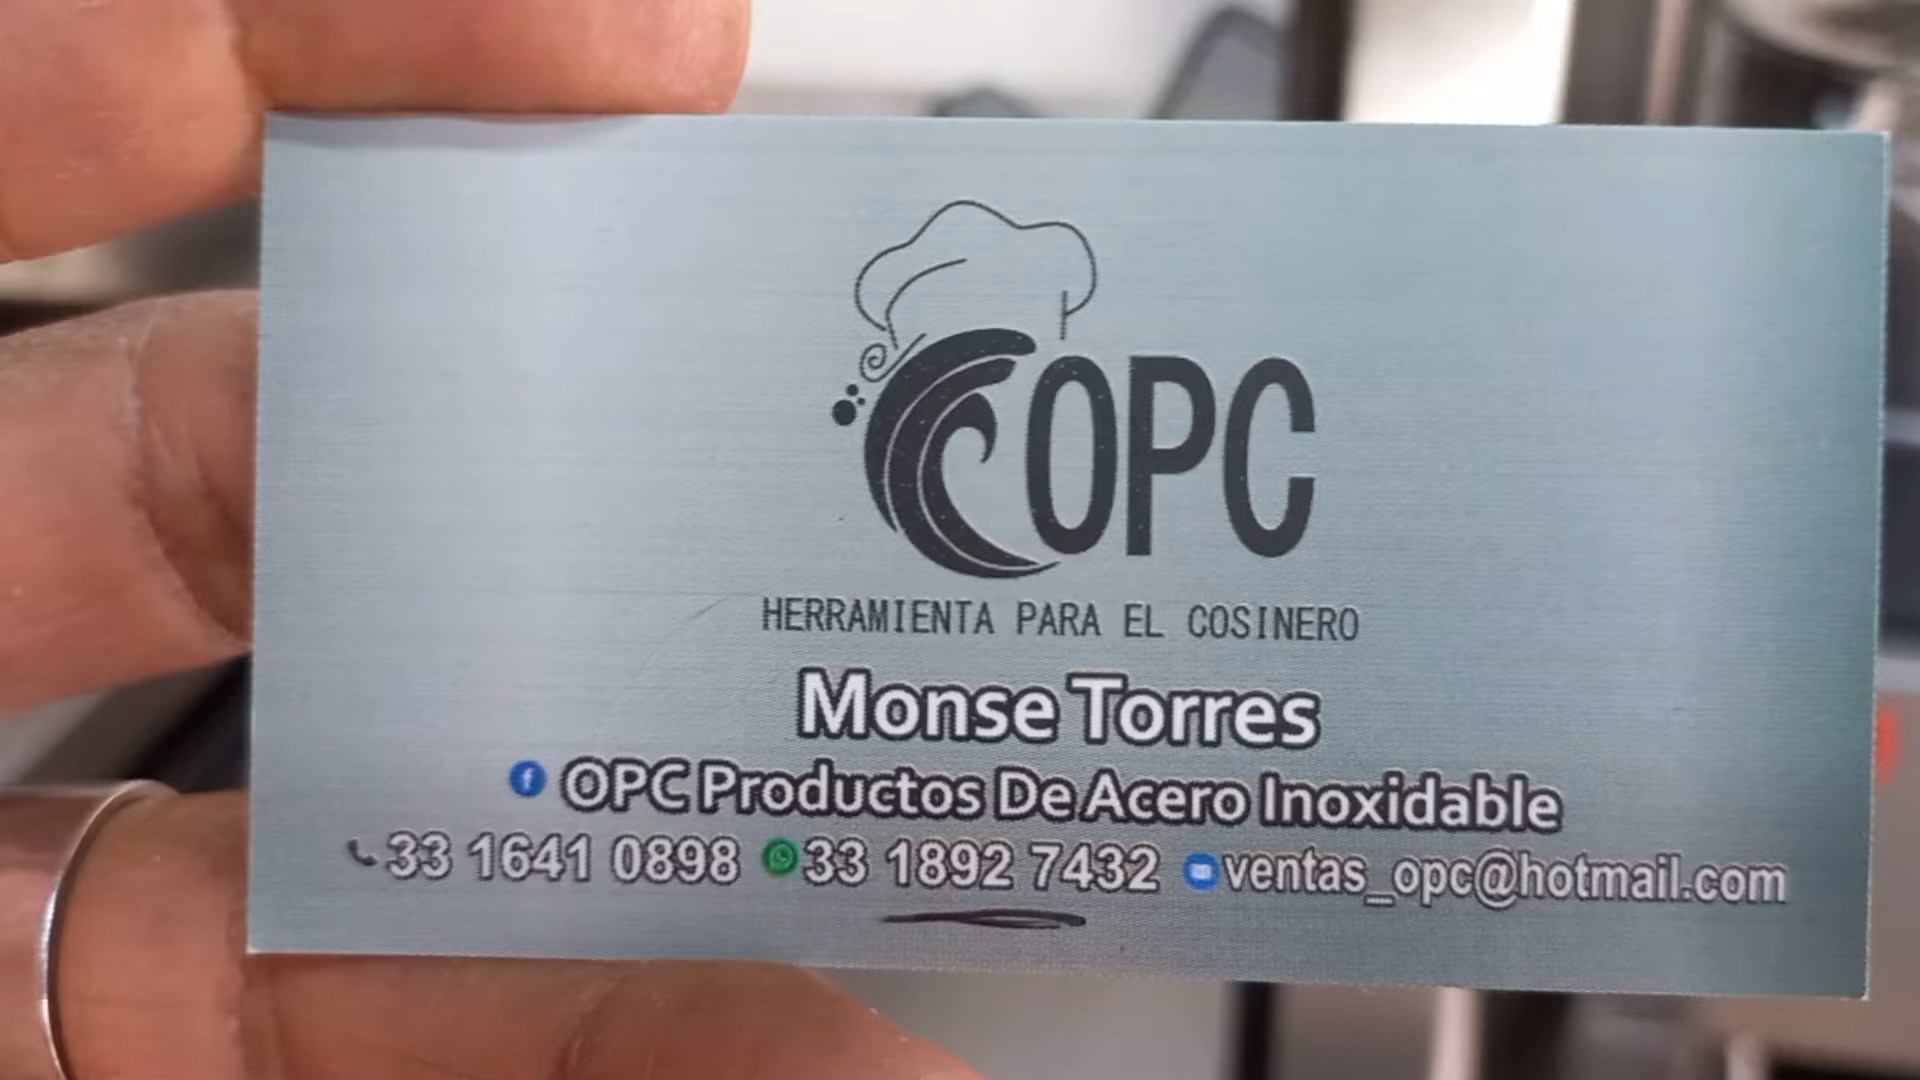 OPC
HERRAMIENTA PARA EL COSINERO
Monse Torres
OPC Productos De Acero Inoxidable
33 1641 0898 33 1892 7432 ventas_opc@hotmail.com